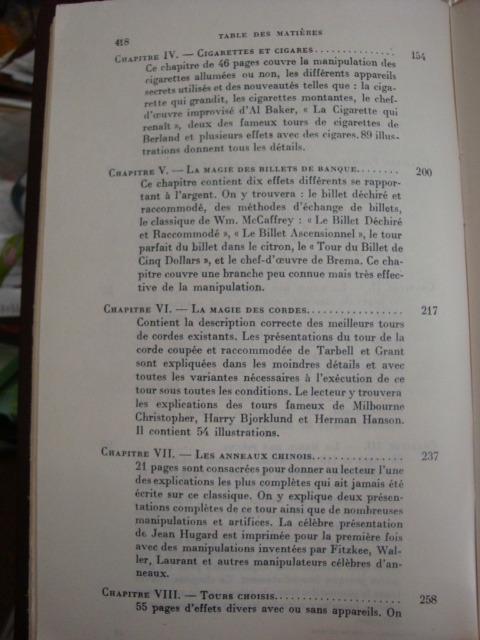 418
TABLE DES MATIÈRES
CHAPITRE IV. — CIGARETTES ET CIGARES............... 154
Ce chapitre de 46 pages couvre la manipulation des
cigarettes allumées ou non, les différents appareils
secrets utilisés et des nouveautés telles que : la ciga-
rette qui grandit, les cigarettes montantes, le chef-
d'œuvre improvisé d'Al Baker, « La Cigarette qui
renaît », deux des fameux tours de cigarettes de
Berland et plusieurs effets avec des cigares. 89 illus-
trations donnent tous les détails.
CHAPITRE V. — LA MAGIE DES BILLETS DE BANQUE........ 200
Ce chapitre contient dix effets différents se rappor-
tant à l'argent. On y trouvera : le billet déchiré et
raccommodé, des méthodes d'échange de billets,
le classique de Wm. McCaffrey : « Le Billet Déchiré
et Raccommodé », « Le Billet Ascensionnel », le tour
parfait du billet dans le citron, le « Tour du Billet de
Cinq Dollars », et le chef-d'œuvre de Brema. Ce cha-
pitre couvre une branche peu connue mais très effec-
tive de la manipulation.
CHAPITRE VI. — LA MAGIE DES CORDES................. 217
Contient la description correcte des meilleurs tours
de cordes existants. Les présentations du tour de la
corde coupée et raccommodée de Tarbell et Grant
sont expliquées dans les moindres détails et avec
toutes les variantes nécessaires à l'exécution de ce
tour sous toutes les conditions. Le lecteur y trouvera
les explications des tours fameux de Milbourne
Christopher, Harry Bjorklund et Herman Hanson.
Il contient 54 illustrations.
CHAPITRE VII. — LES ANNEAUX CHINOIS................ 237
21 pages sont consacrées pour donner au lecteur l'une
des explications les plus complètes qui ait jamais été
écrite sur ce classique. On y explique deux présen-
tations complètes de ce tour ainsi que de nombreuses
manipulations et artifices. La célèbre présentation
de Jean Hugard est imprimée pour la première fois
avec des manipulations inventées par Fitzkee, Wal-
ler, Laurant et autres manipulateurs célèbres d'an-
neaux.
CHAPITRE VIII. — TOURS CHOISIS...................... 258
55 pages d'effets divers avec ou sans appareils. On